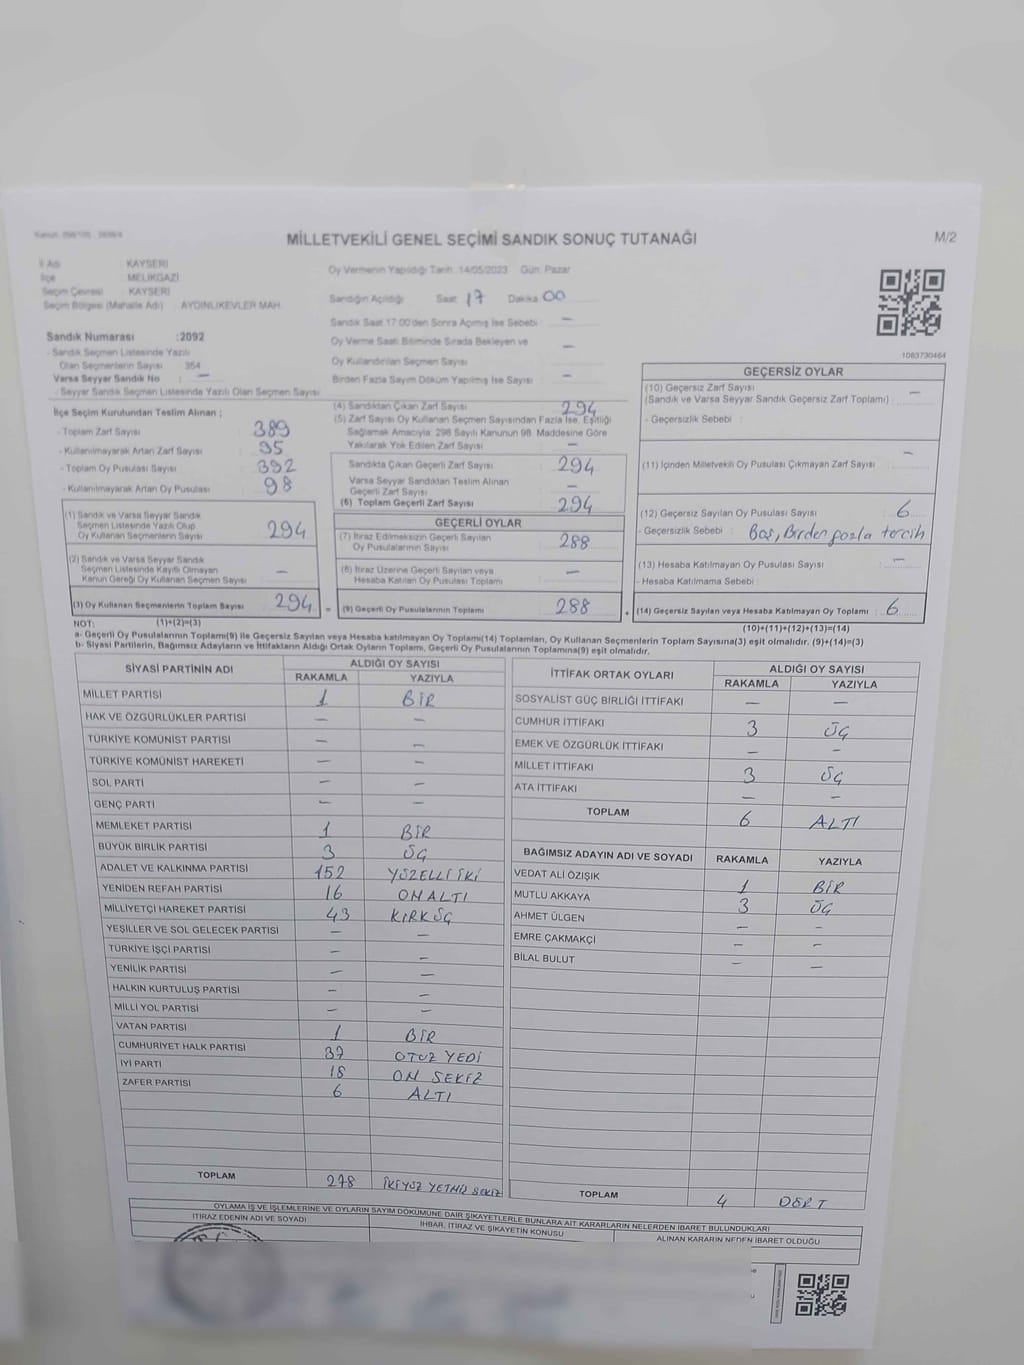 MİLLETVEKİLİ GENEL SEÇİMİ SANDIK SONUÇ TUTANAĞI
M/2
İl Adı : KAYSERİ
İlçe : MELİKGAZİ
Seçim Çevresi : KAYSERİ
Seçim Bölgesi (Mahalle Adı) : AYDINLIKEVLER MAH.
Sandık Numarası :2092
- Sandık Seçmen Listesinde Yazılı
Olan Seçmenlerin Sayısı : 354
Varsa Seyyar Sandık No : —
- Seyyar Sandık Seçmen Listesinde Yazılı Olan Seçmen Sayısı
Oy Vermenin Yapıldığı Tarih :14/05/2023 Gün: Pazar
Sandığın Açıldığı Saat 17 Dakika 00
Sandık Saat 17:00'den Sonra Açılmış İse Sebebi : —
Oy Verme Saati Bitiminde Sırada Bekleyen ve —
Oy Kullandırılan Seçmen Sayısı
Birden Fazla Sayım Döküm Yapılmış İse Sayısı : —
1083730464
İlçe Seçim Kurulundan Teslim Alınan ;
- Toplam Zarf Sayısı : 389
- Kullanılmayarak Artan Zarf Sayısı : 95
- Toplam Oy Pusulası Sayısı : 392
- Kullanılmayarak Artan Oy Pusulası : 98
(1) Sandık ve Varsa Seyyar Sandık
Seçmen Listesinde Yazılı Olup
Oy Kullanan Seçmenlerin Sayısı 294
(2) Sandık ve Varsa Seyyar Sandık
Seçmen Listesinde Kayıtlı Olmayan
Kanun Gereği Oy Kullanan Seçmen Sayısı —
(3) Oy Kullanan Seçmenlerin Toplam Sayısı 294
(4) Sandıktan Çıkan Zarf Sayısı 294
(5) Zarf Sayısı Oy Kullanan Seçmen Sayısından Fazla İse, Eşitliği
Sağlamak Amacıyla; 298 Sayılı Kanunun 98. Maddesine Göre
Yakılarak Yok Edilen Zarf Sayısı —
Sandıkta Çıkan Geçerli Zarf Sayısı 294
Varsa Seyyar Sandıktan Teslim Alınan
Geçerli Zarf Sayısı —
(6) Toplam Geçerli Zarf Sayısı 294
GEÇERLİ OYLAR
(7) İtiraz Edilmeksizin Geçerli Sayılan
Oy Pusulalarının Sayısı 288
(8) İtiraz Üzerine Geçerli Sayılan veya
Hesaba Katılan Oy Pusulası Toplamı —
= (9) Geçerli Oy Pusulalarının Toplamı 288
GEÇERSİZ OYLAR
(10) Geçersiz Zarf Sayısı
(Sandık ve Varsa Seyyar Sandık Geçersiz Zarf Toplamı) : —
- Geçersizlik Sebebi :
(11) İçinden Milletvekili Oy Pusulası Çıkmayan Zarf Sayısı : —
(12) Geçersiz Sayılan Oy Pusulası Sayısı : 6
- Geçersizlik Sebebi : Boş, Birden fazla tercih
(13) Hesaba Katılmayan Oy Pusulası Sayısı : —
- Hesaba Katılmama Sebebi :
+ (14) Geçersiz Sayılan veya Hesaba Katılmayan Oy Toplamı : 6
NOT: (1)+(2)=(3)
(10)+(11)+(12)+(13)=(14)
a- Geçerli Oy Pusulalarının Toplamı(9) ile Geçersiz Sayılan veya Hesaba katılmayan Oy Toplamı(14) Toplamları, Oy Kullanan Seçmenlerin Toplam Sayısına(3) eşit olmalıdır. (9)+(14)=(3)
b- Siyasi Partilerin, Bağımsız Adayların ve İttifakların Aldığı Ortak Oyların Toplamı, Geçerli Oy Pusulalarının Toplamına(9) eşit olmalıdır.
SİYASİ PARTİNİN ADI ALDIĞI OY SAYISI
RAKAMLA YAZIYLA
MİLLET PARTİSİ 1 BİR
HAK VE ÖZGÜRLÜKLER PARTİSİ — —
TÜRKİYE KOMÜNİST PARTİSİ — —
TÜRKİYE KOMÜNİST HAREKETİ — —
SOL PARTİ — —
GENÇ PARTİ — —
MEMLEKET PARTİSİ 1 BİR
BÜYÜK BİRLİK PARTİSİ 3 ÜÇ
ADALET VE KALKINMA PARTİSİ 152 YÜZELLİ İKİ
YENİDEN REFAH PARTİSİ 16 ON ALTI
MİLLİYETÇİ HAREKET PARTİSİ 43 KIRK ÜÇ
YEŞİLLER VE SOL GELECEK PARTİSİ — —
TÜRKİYE İŞÇİ PARTİSİ — —
YENİLİK PARTİSİ — —
HALKIN KURTULUŞ PARTİSİ — —
MİLLİ YOL PARTİSİ — —
VATAN PARTİSİ 1 BİR
CUMHURİYET HALK PARTİSİ 37 OTUZ YEDİ
İYİ PARTİ 18 ON SEKİZ
ZAFER PARTİSİ 6 ALTI
TOPLAM 278 İKİYÜZ YETMİŞ SEKİZ
İTTİFAK ORTAK OYLARI ALDIĞI OY SAYISI
RAKAMLA YAZIYLA
SOSYALİST GÜÇ BİRLİĞİ İTTİFAKI — —
CUMHUR İTTİFAKI 3 ÜÇ
EMEK VE ÖZGÜRLÜK İTTİFAKI — —
MİLLET İTTİFAKI 3 ÜÇ
ATA İTTİFAKI — —
TOPLAM 6 ALTI
BAĞIMSIZ ADAYIN ADI VE SOYADI RAKAMLA YAZIYLA
VEDAT ALİ ÖZIŞIK 1 BİR
MUTLU AKKAYA 3 ÜÇ
AHMET ÜLGEN — —
EMRE ÇAKMAKÇİ — —
BİLAL BULUT — —
TOPLAM 4 DÖRT
OYLAMA İŞ VE İŞLEMLERİNE VE OYLARIN SAYIM DÖKÜMÜNE DAİR ŞİKAYETLERLE BUNLARA AİT KARARLARIN NELERDEN İBARET BULUNDUKLARI
İTİRAZ EDENİN ADI VE SOYADI İHBAR, İTİRAZ VE ŞİKAYETİN KONUSU ALINAN KARARIN NEDEN İBARET OLDUĞU